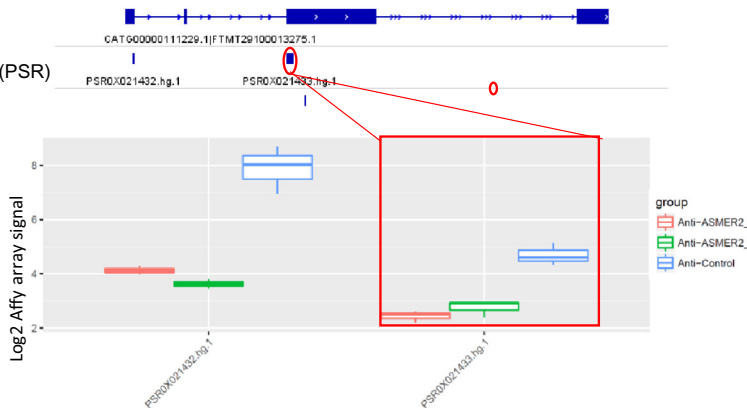 CATG00000111229.1|FTMT29100013275.1
(PSR)
PSR0X021432.hg.1 PSR0X021433.hg.1
Log2 Affy array signal
8
6
4
2
PSR0X021432.hg.1
PSR0X021433.hg.1
group
Anti-ASMER2_
Anti-ASMER2_
Anti-Control